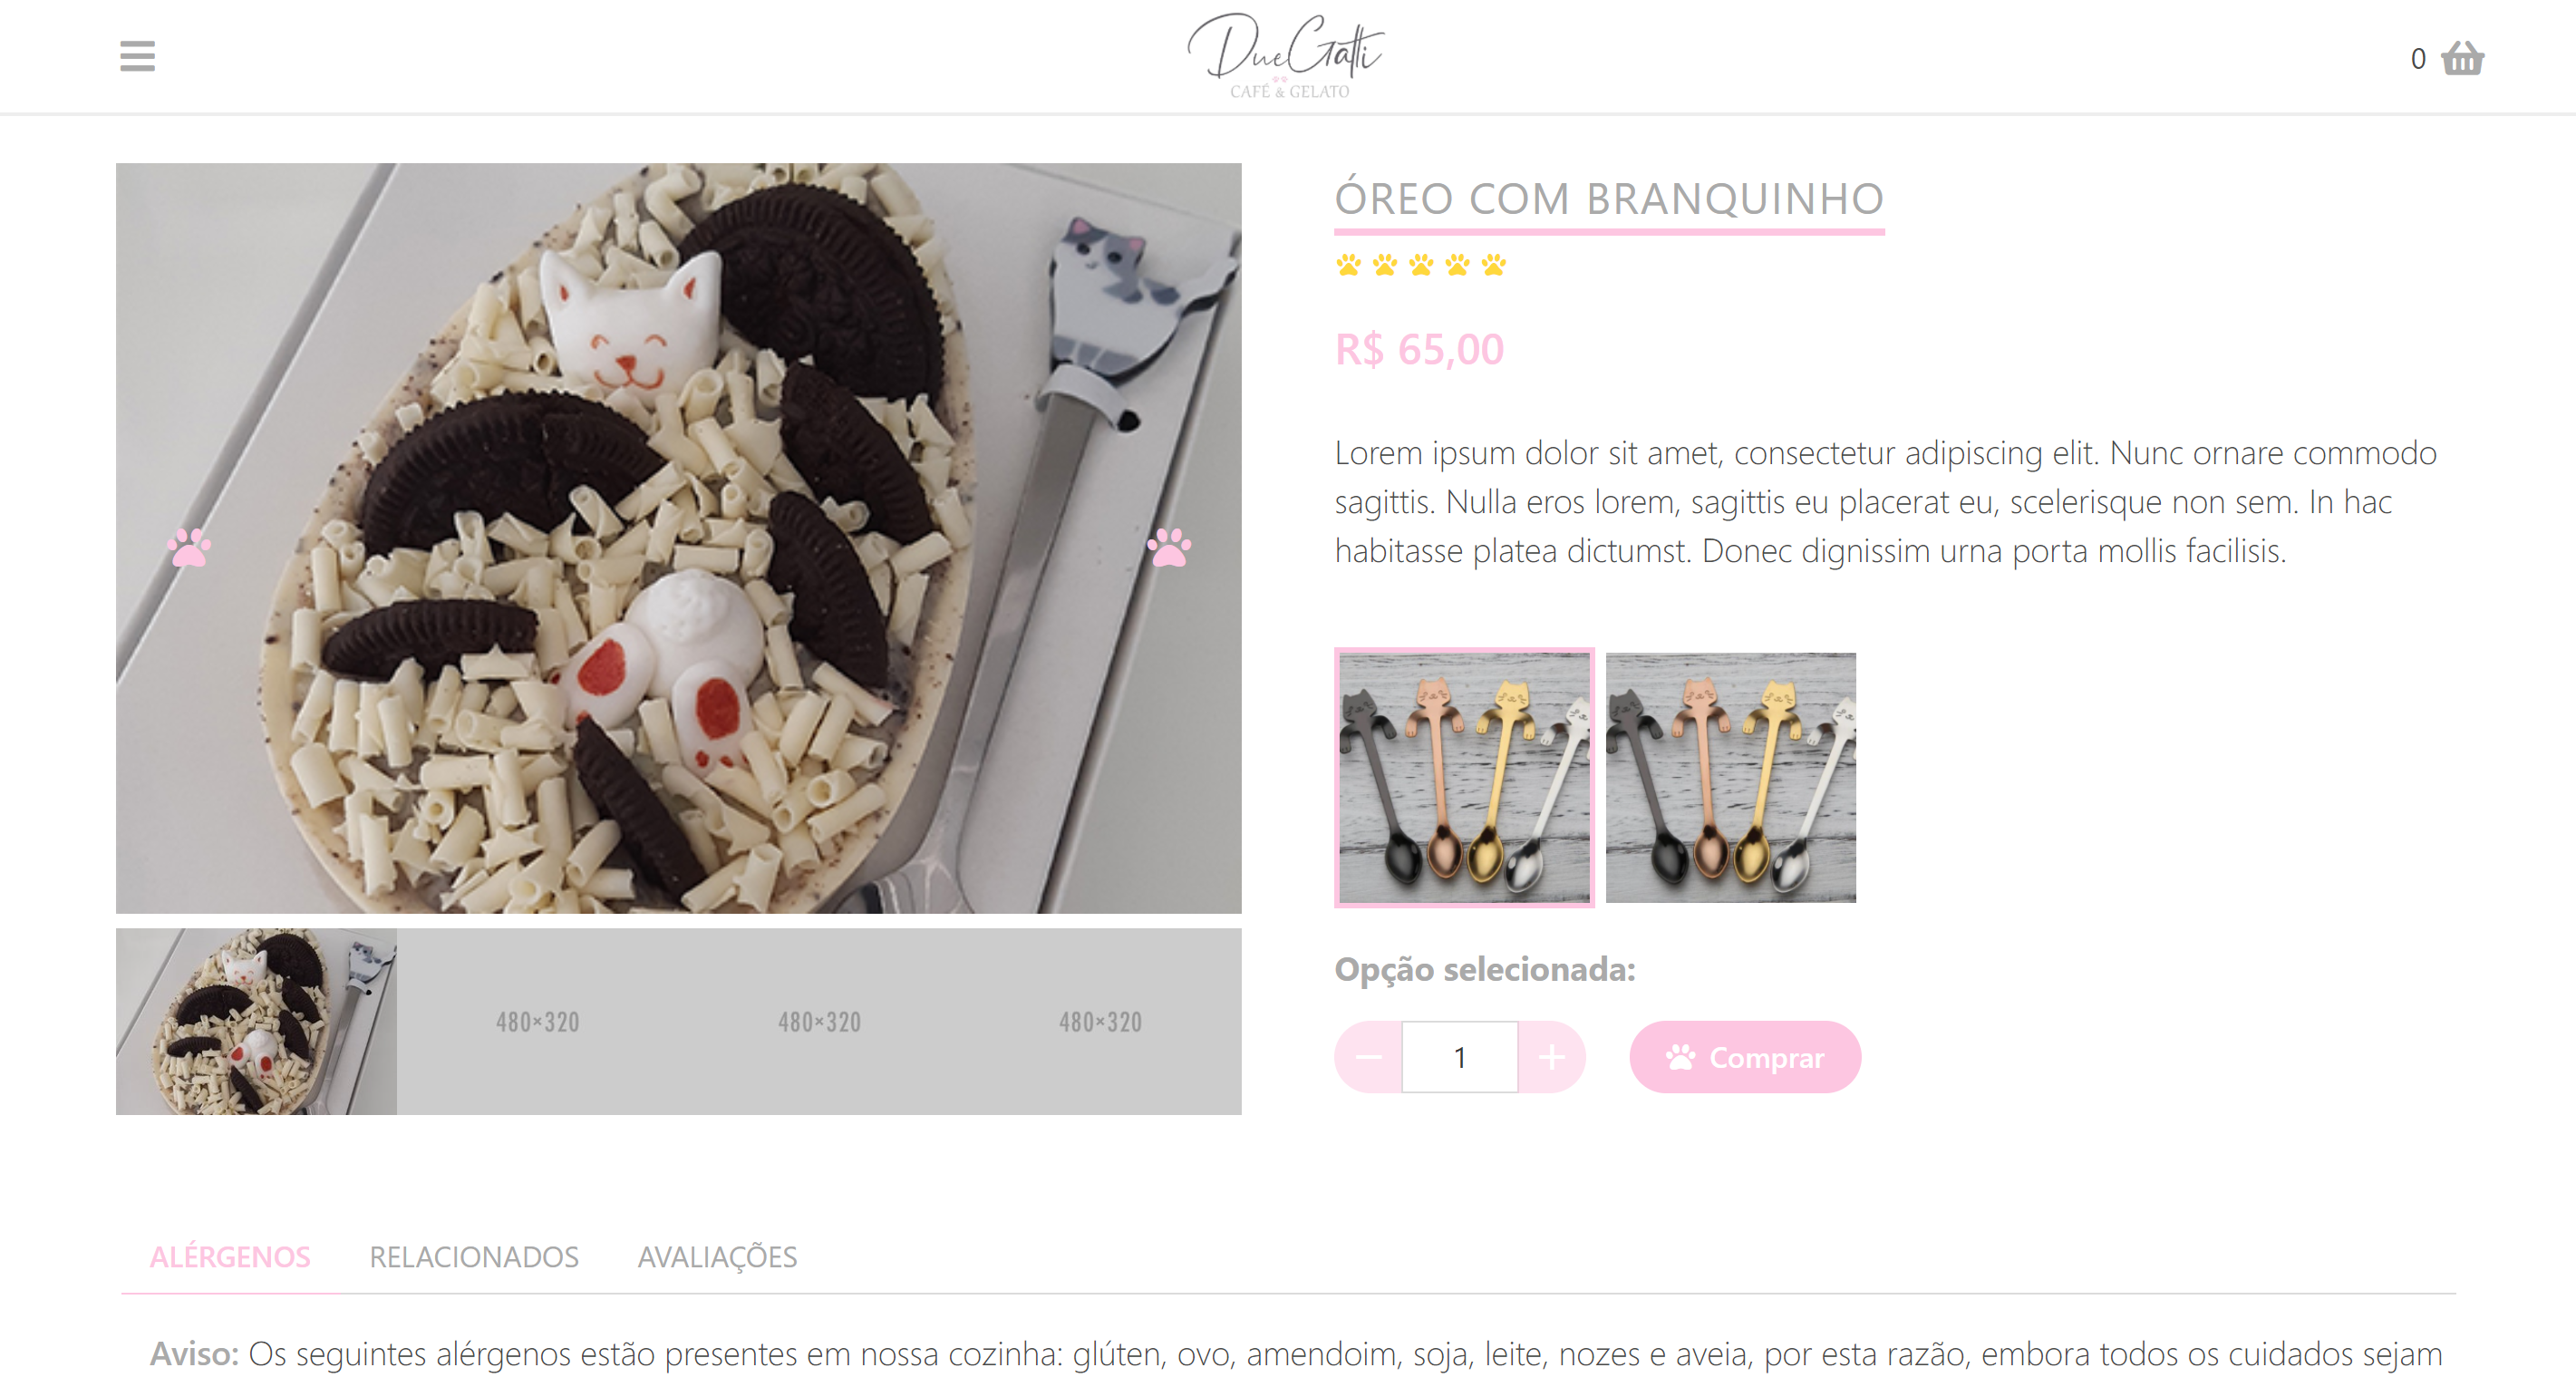 DueGatti
CAFÉ & GELATO
0
ÓREO COM BRANQUINHO
R$ 65,00
Lorem ipsum dolor sit amet, consectetur adipiscing elit. Nunc ornare commodo
sagittis. Nulla eros lorem, sagittis eu placerat eu, scelerisque non sem. In hac
habitasse platea dictumst. Donec dignissim urna porta mollis facilisis.
480×320
480×320
480×320
Opção selecionada:
1
Comprar
ALÉRGENOS
RELACIONADOS
AVALIAÇÕES
Aviso: Os seguintes alérgenos estão presentes em nossa cozinha: glúten, ovo, amendoim, soja, leite, nozes e aveia, por esta razão, embora todos os cuidados sejam